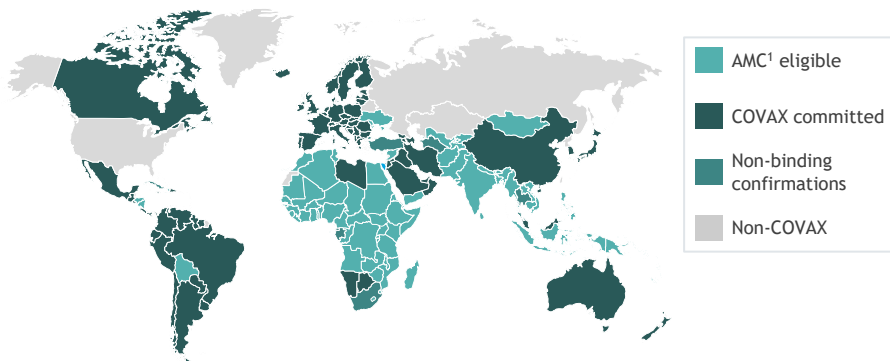 AMC¹ eligible
COVAX committed
Non-binding
confirmations
Non-COVAX